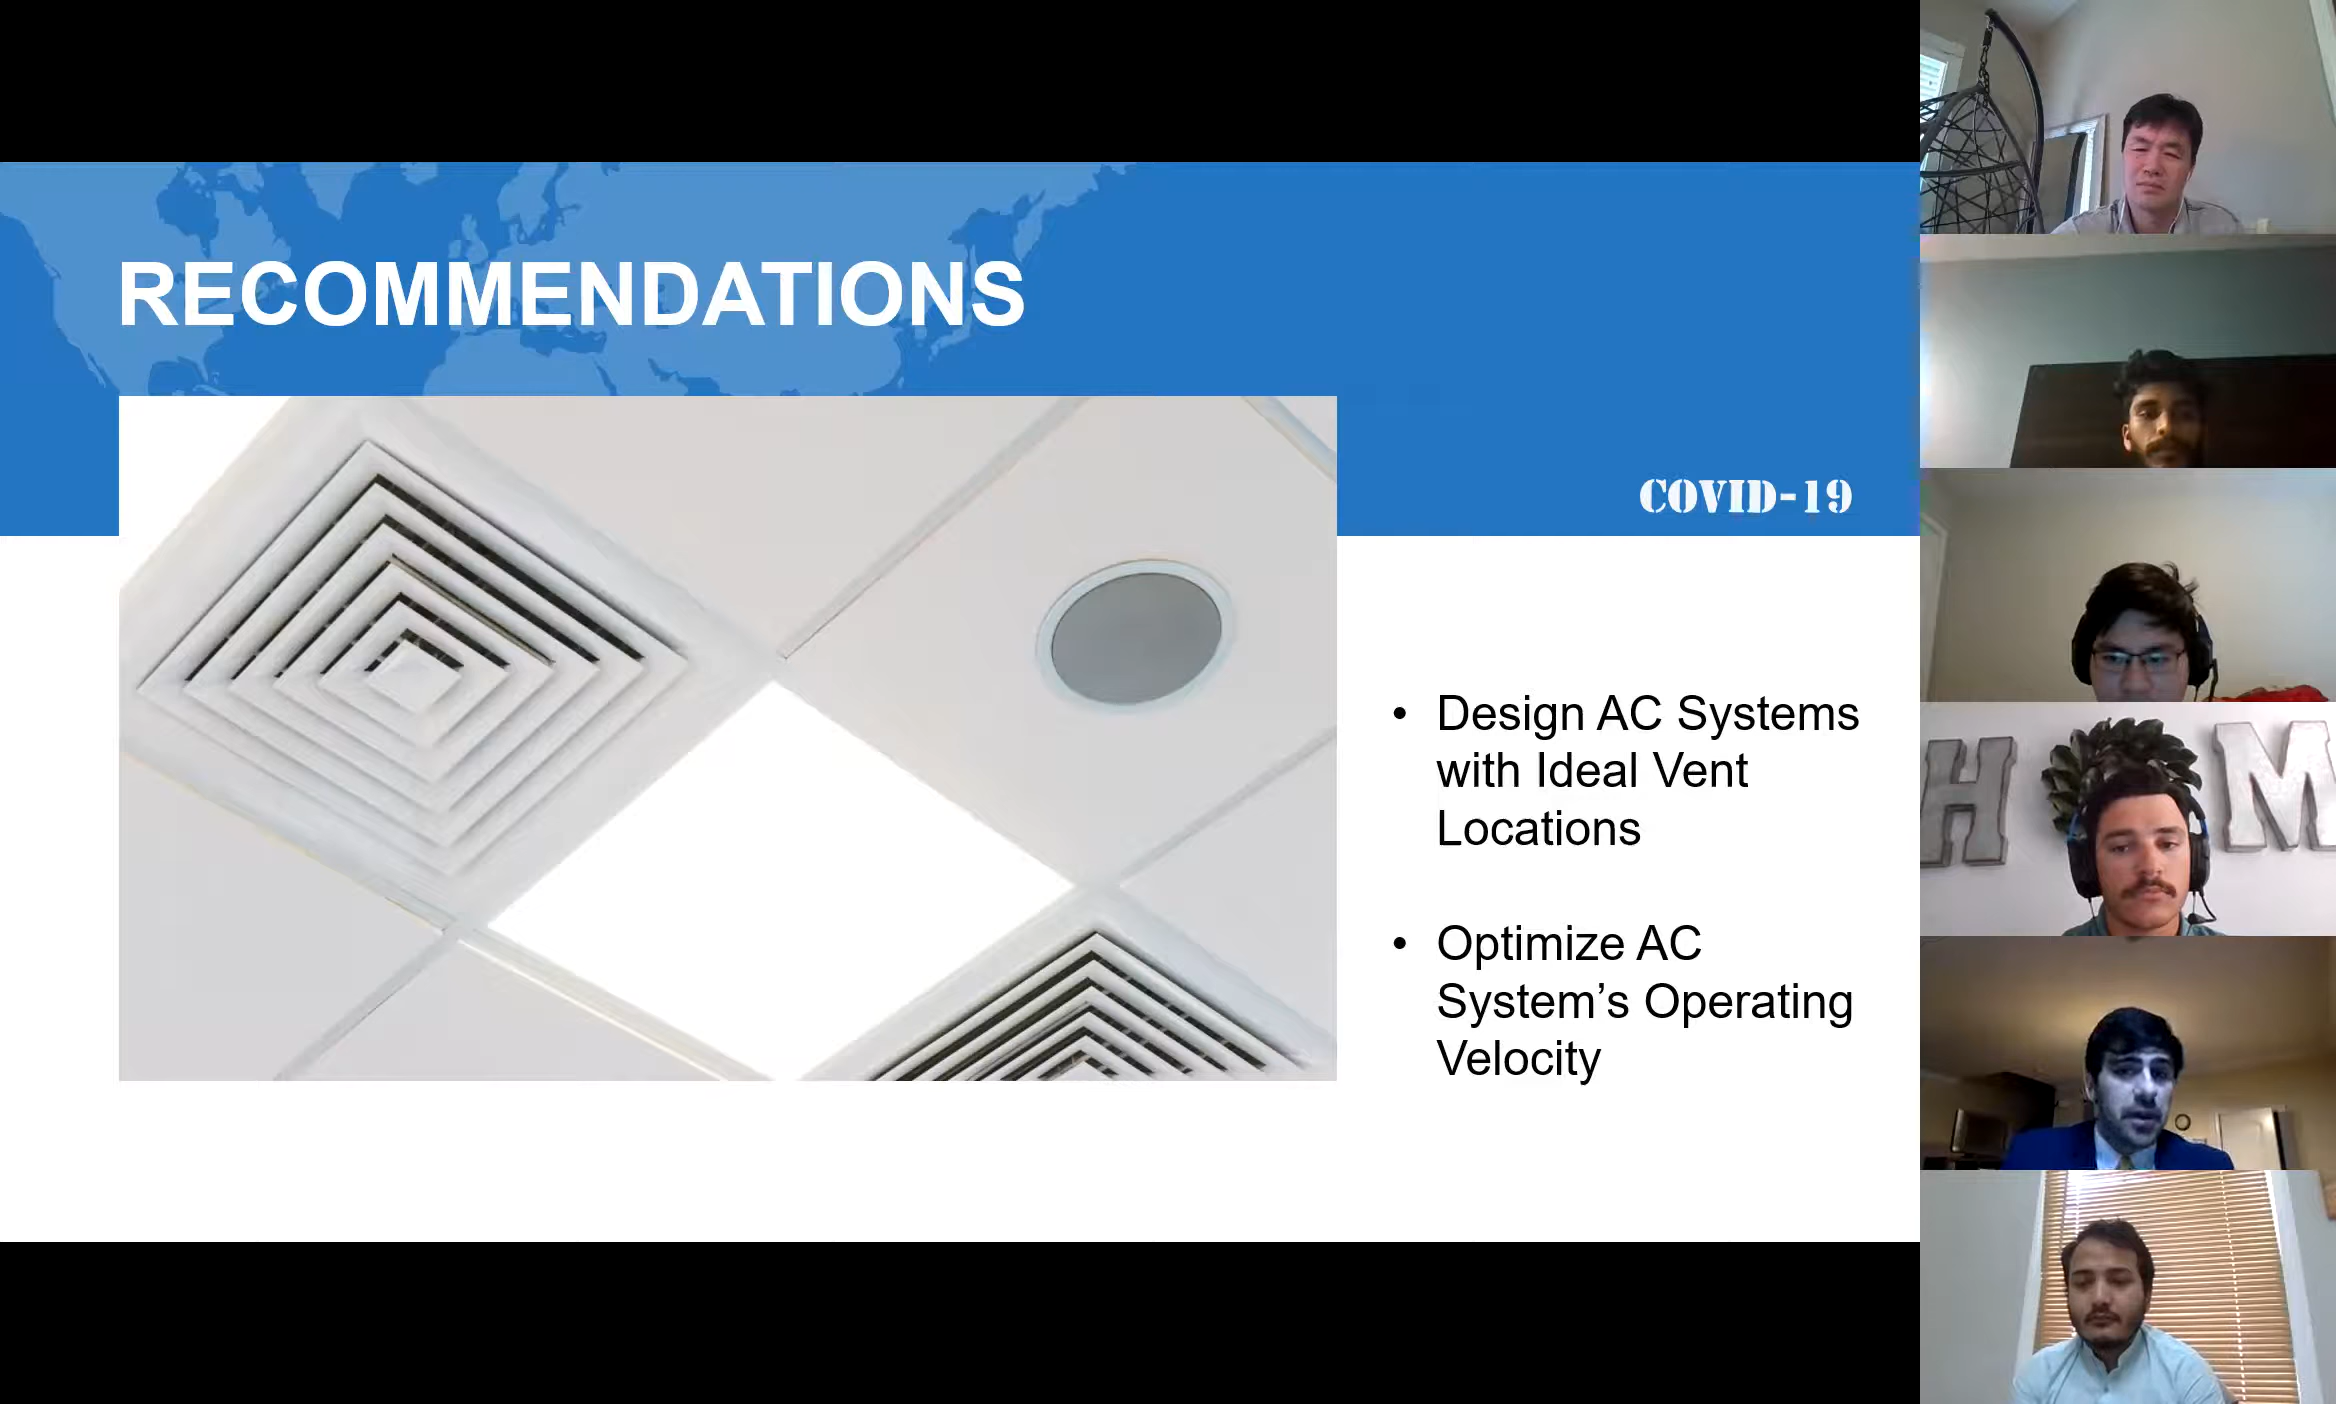 RECOMMENDATIONS
COVID-19
• Design AC Systems
with Ideal Vent
Locations
• Optimize AC
System’s Operating
Velocity
H M